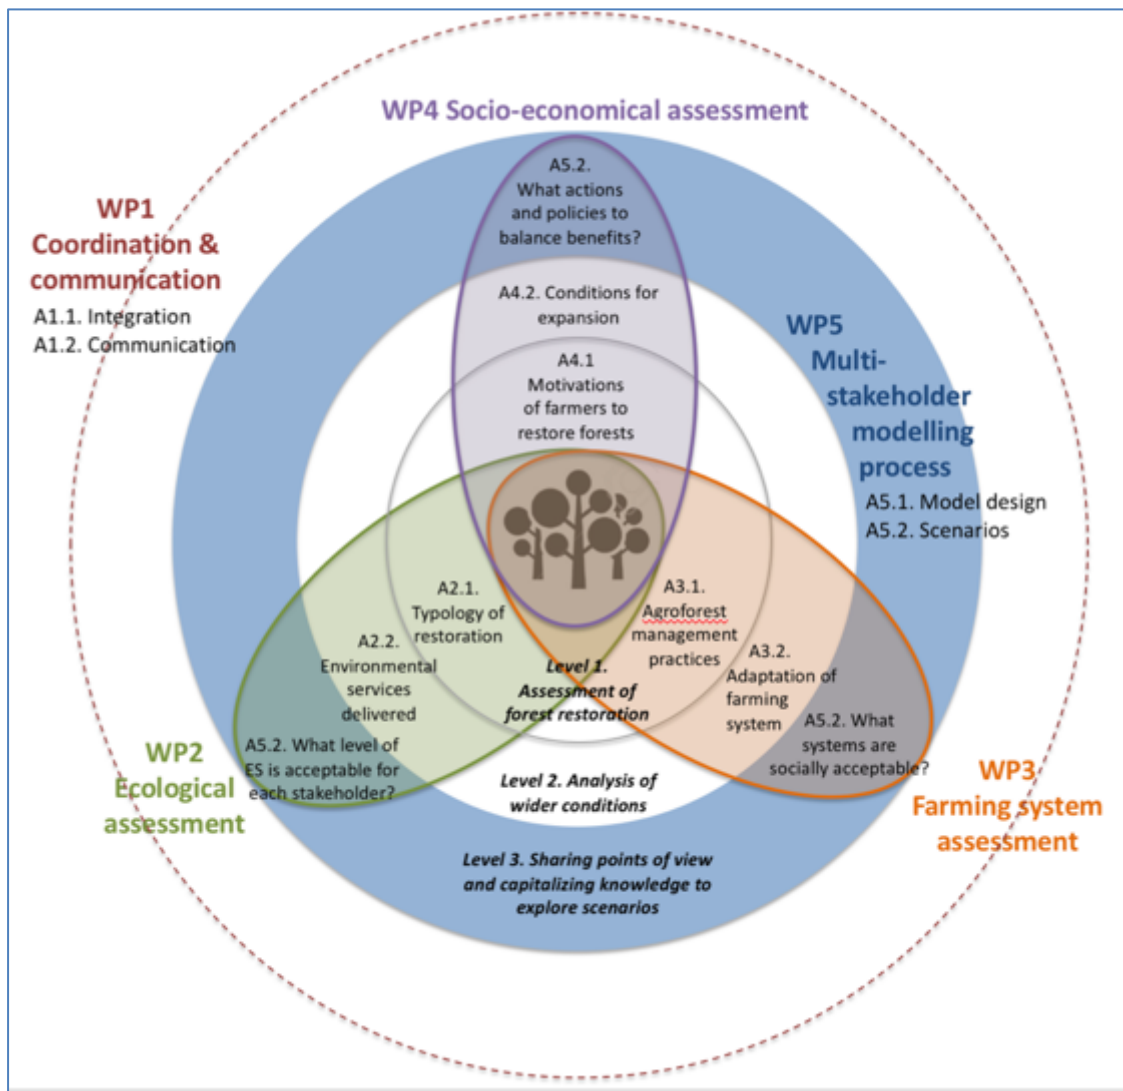 WP4 Socio-economical assessment
A5.2.
What actions
and policies to
balance benefits?
WP1
Coordination &
communication
A1.1. Integration
A1.2. Communication
A4.2. Conditions for
expansion
WP5
Multi-
stakeholder
modelling
process
A5.1. Model design
A5.2. Scenarios
A4.1
Motivations
of farmers to
restore forests
A2.1.
Typology of
restoration
A2.2.
Environmental
services
delivered
A3.1.
Agroforest
management
practices
A3.2.
Adaptation of
farming
system
Level 1.
Assessment of
forest restoration
A5.2. What level of
ES is acceptable for
each stakeholder?
A5.2. What
systems are
socially acceptable?
WP2
Ecological
assessment
WP3
Farming system
assessment
Level 2. Analysis of
wider conditions
Level 3. Sharing points of view
and capitalizing knowledge to
explore scenarios